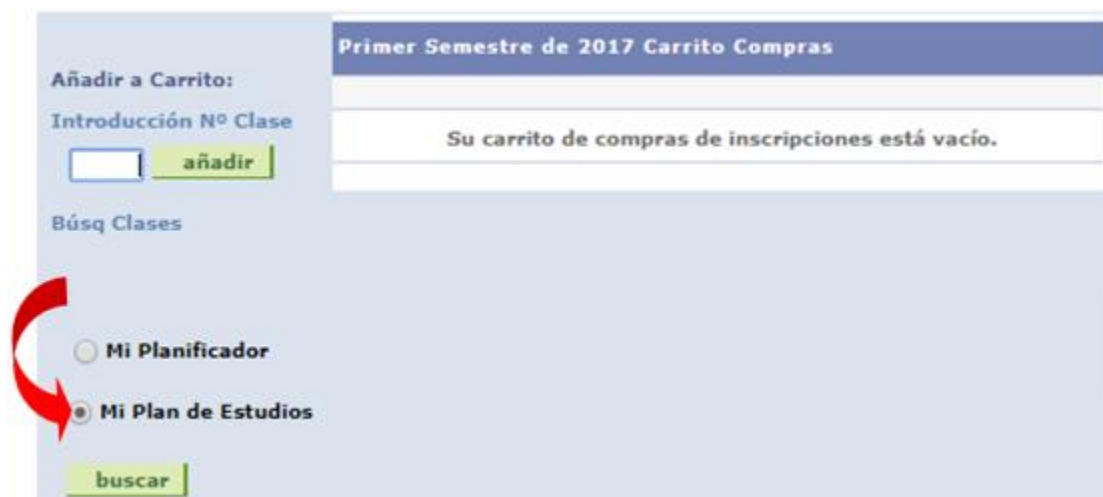 Primer Semestre de 2017 Carrito Compras
Añadir a Carrito:
Introducción Nº Clase
añadir
Su carrito de compras de inscripciones está vacío.
Búsq Clases
Mi Planificador
Mi Plan de Estudios
buscar